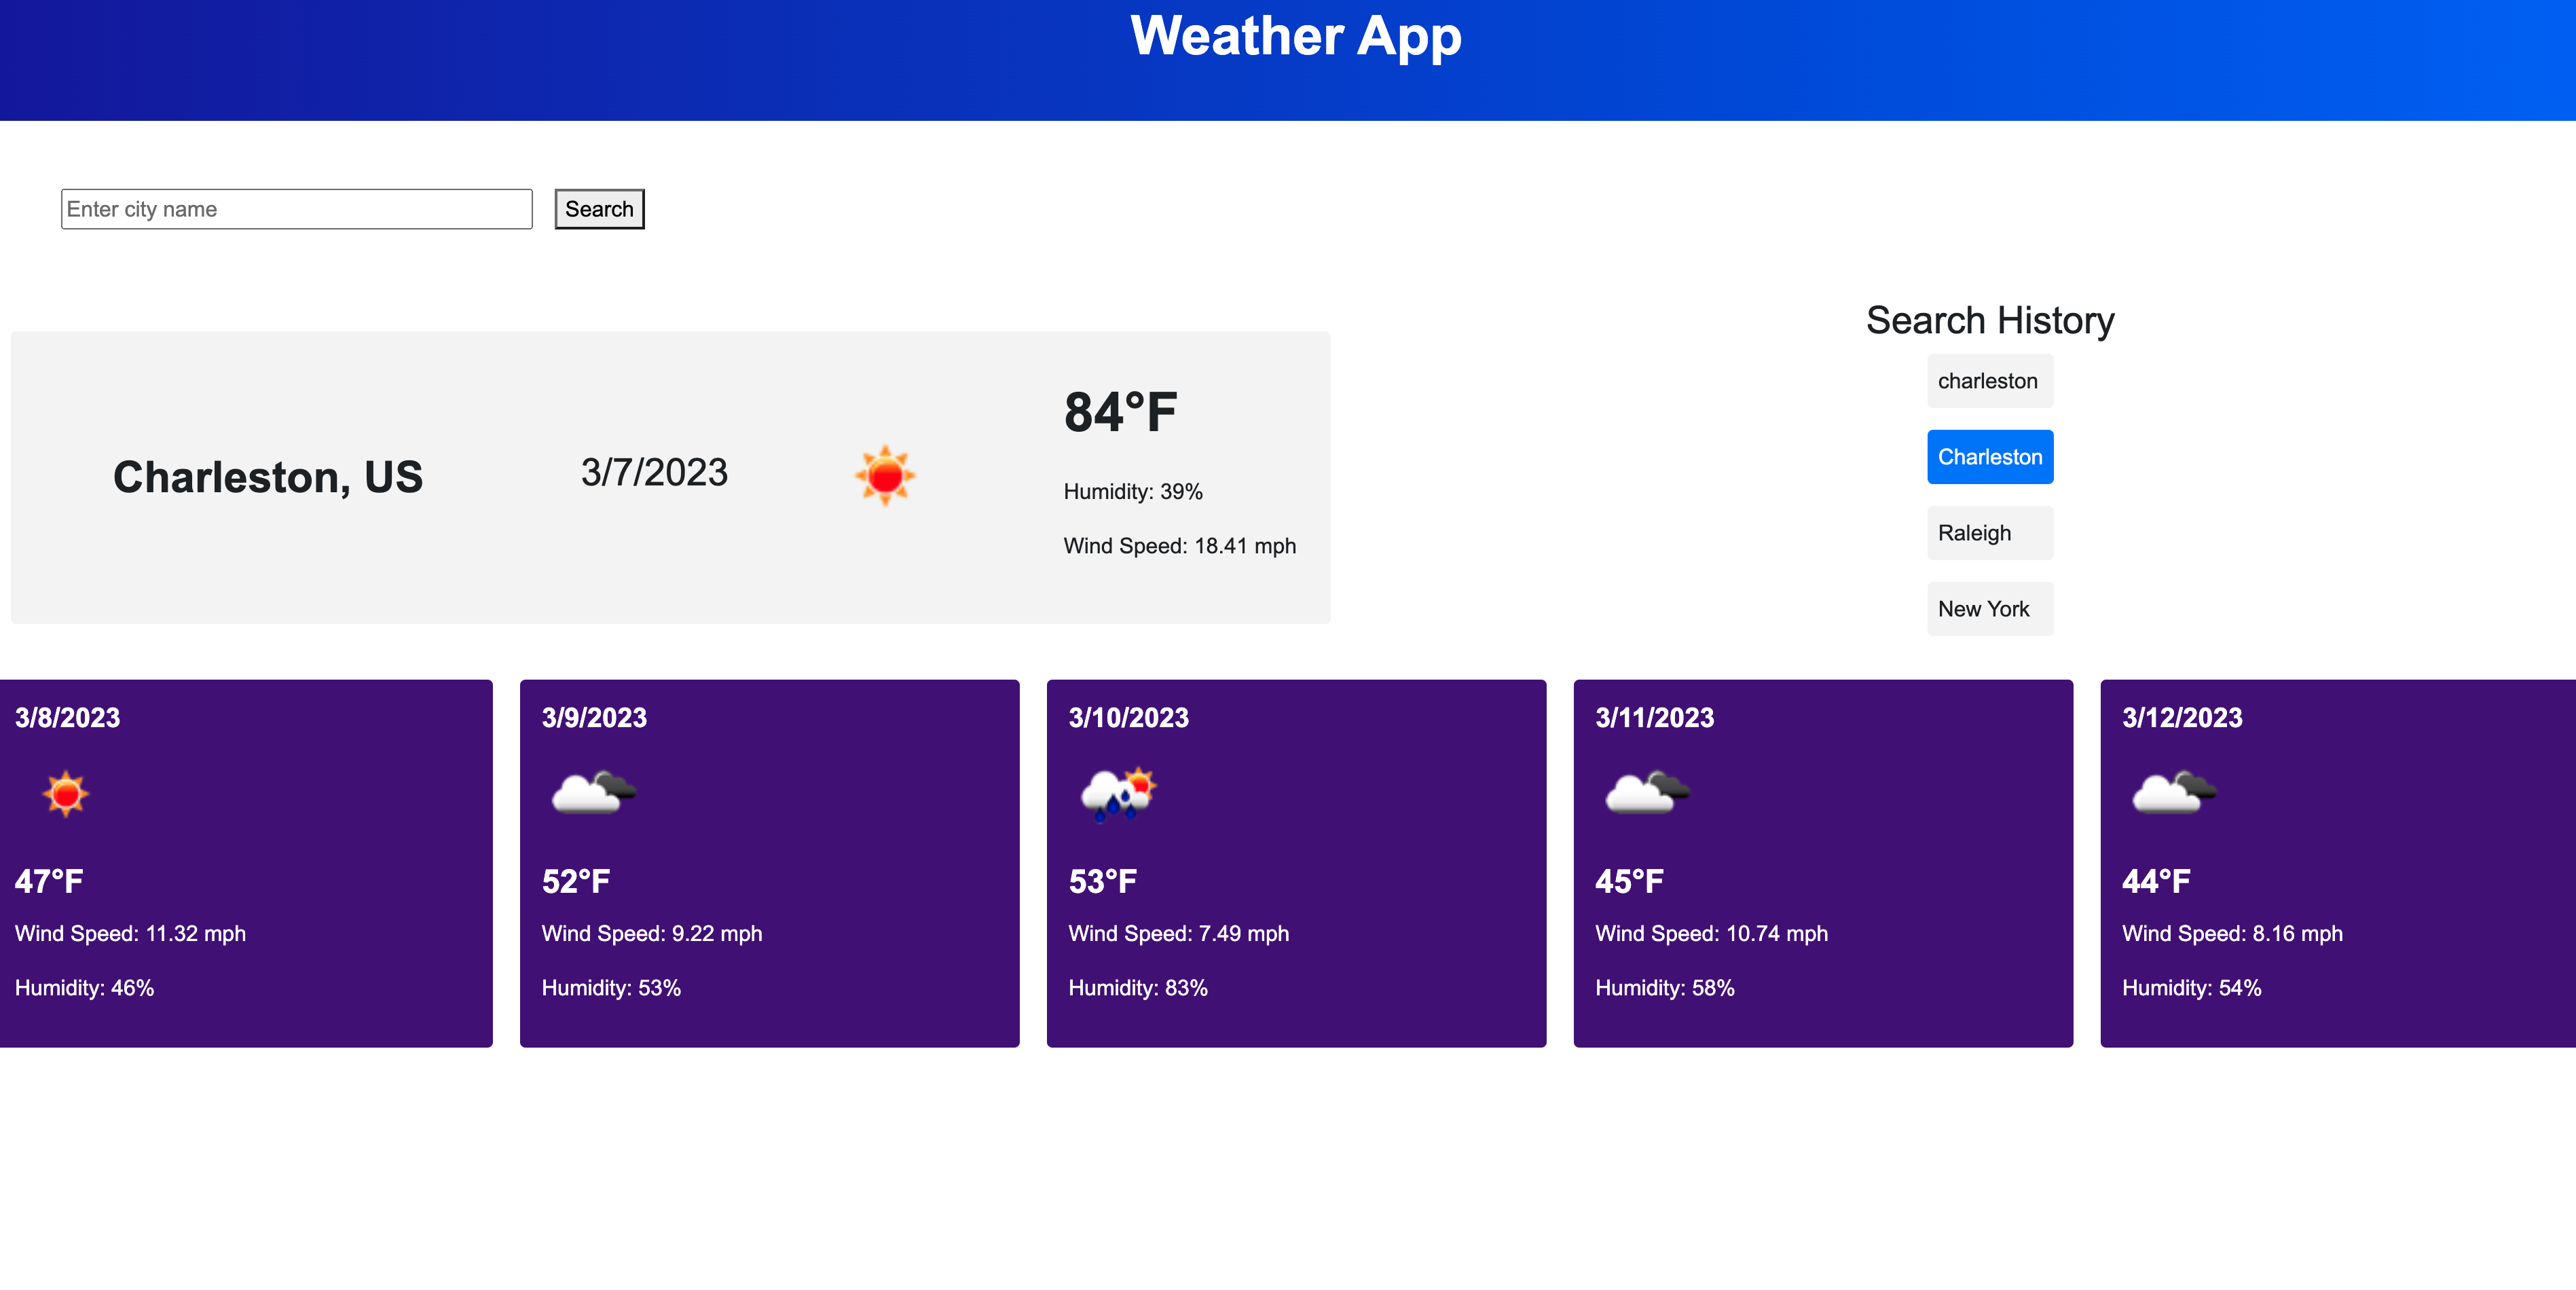 Weather App
Enter city name
Search
Charleston, US
3/7/2023
84°F
Humidity: 39%
Wind Speed: 18.41 mph
Search History
charleston
Charleston
Raleigh
New York
3/8/2023
47°F
Wind Speed: 11.32 mph
Humidity: 46%
3/9/2023
52°F
Wind Speed: 9.22 mph
Humidity: 53%
3/10/2023
53°F
Wind Speed: 7.49 mph
Humidity: 83%
3/11/2023
45°F
Wind Speed: 10.74 mph
Humidity: 58%
3/12/2023
44°F
Wind Speed: 8.16 mph
Humidity: 54%